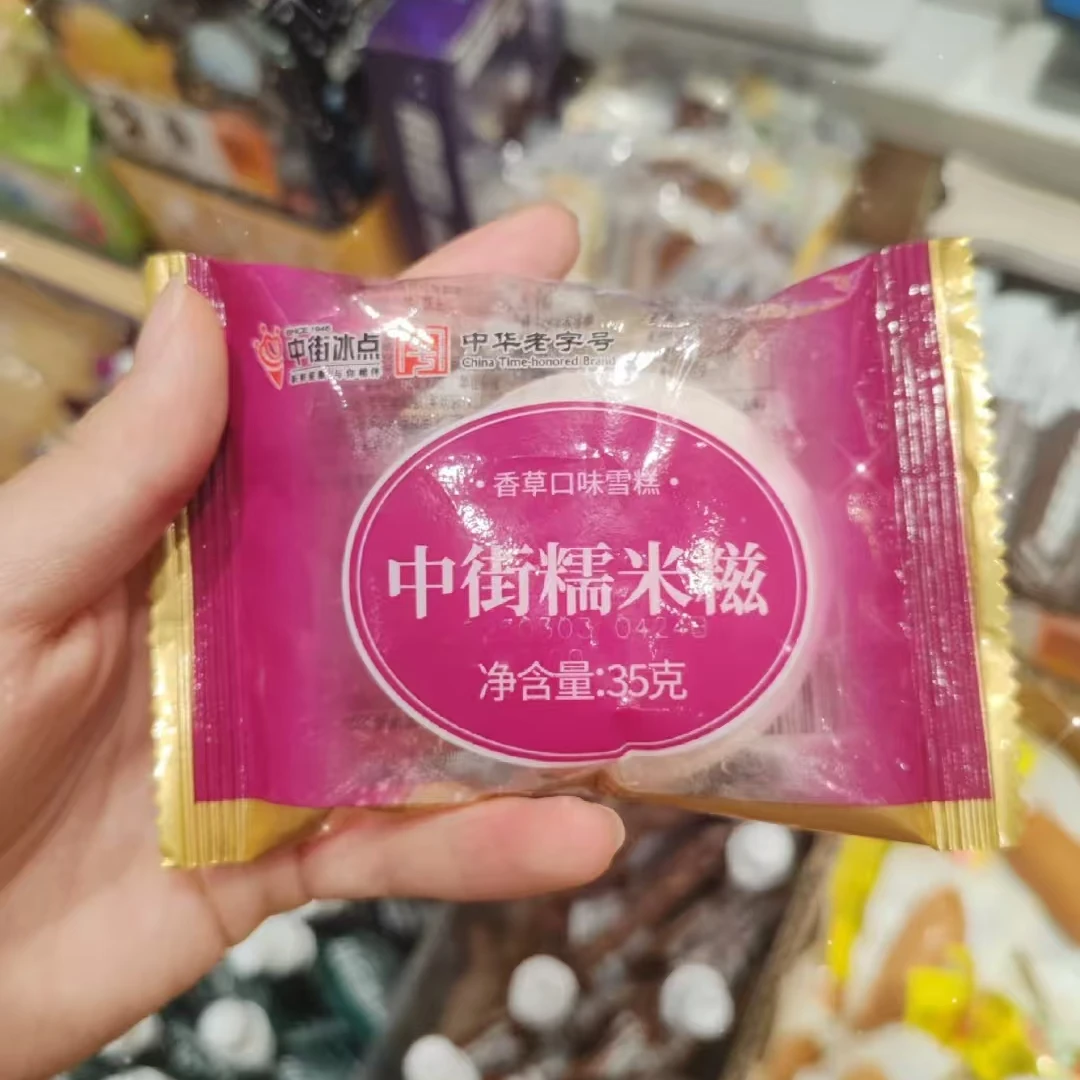 SINCE 1946
中街冰点
中华老字号
China Time-honored Brand
·香草口味雪糕·
中街糯米糍
净含量:35克